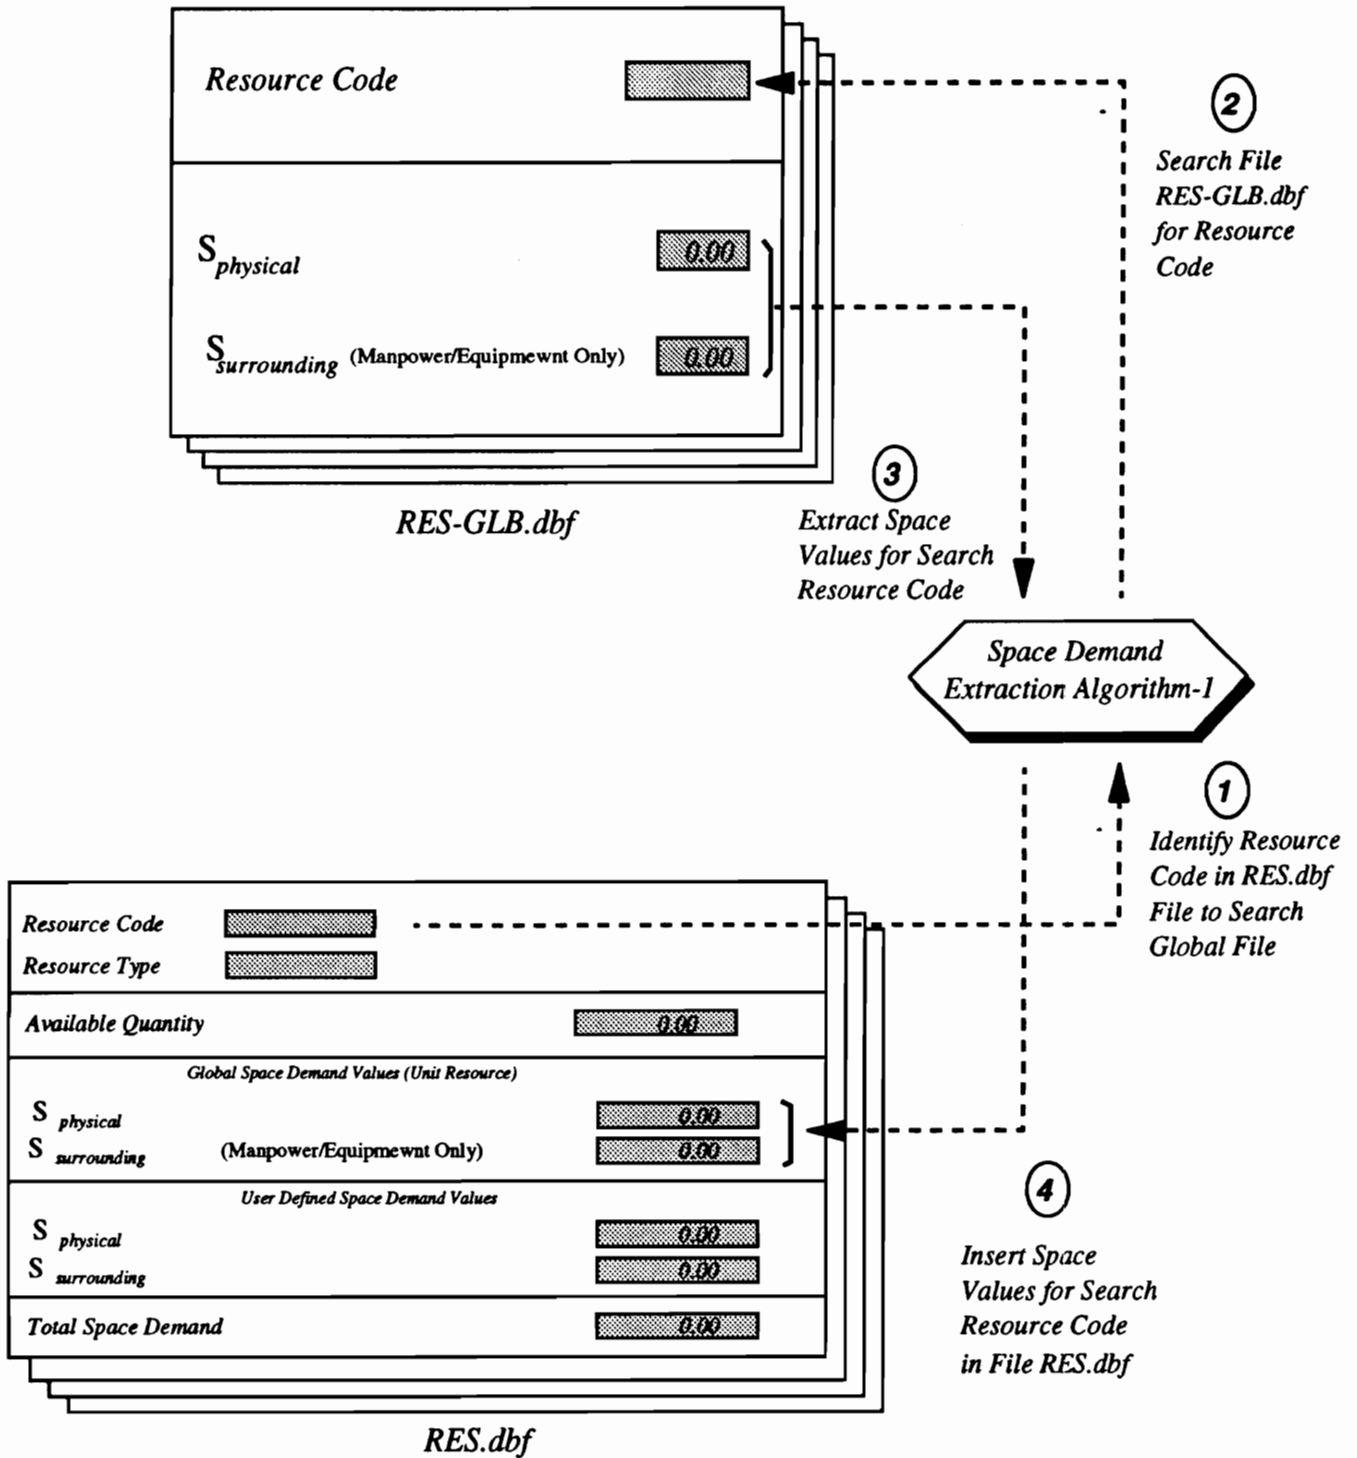 Resource Code
S physical
0.00
S surrounding (Manpower/Equipmewnt Only)
0.00
RES-GLB.dbf
2
Search File
RES-GLB.dbf
for Resource
Code
3
Extract Space
Values for Search
Resource Code
Space Demand
Extraction Algorithm-1
1
Identify Resource
Code in RES.dbf
File to Search
Global File
Resource Code
Resource Type
Available Quantity
0.00
Global Space Demand Values (Unit Resource)
S physical
0.00
S surrounding (Manpower/Equipmewnt Only)
0.00
User Defined Space Demand Values
S physical
0.00
S surrounding
0.00
Total Space Demand
0.00
RES.dbf
4
Insert Space
Values for Search
Resource Code
in File RES.dbf